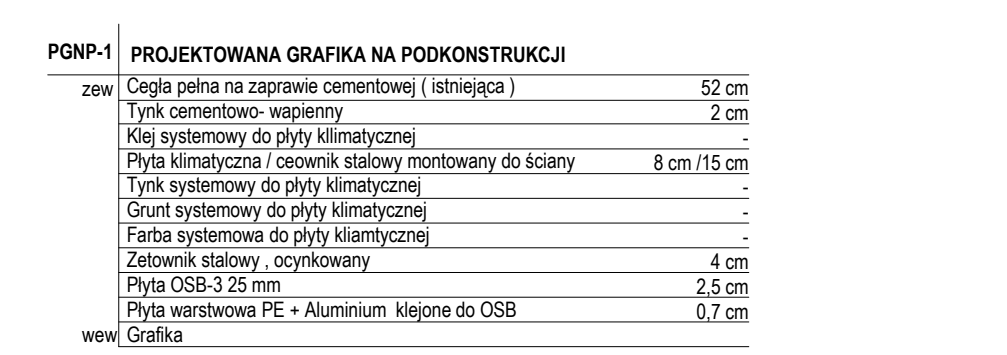 PGNP-1 PROJEKTOWANA GRAFIKA NA PODKONSTRUKCJI
zew Cegła pełna na zaprawie cementowej ( istniejąca ) 52 cm
Tynk cementowo- wapienny 2 cm
Klej systemowy do płyty kllimatycznej -
Płyta klimatyczna / ceownik stalowy montowany do ściany 8 cm /15 cm
Tynk systemowy do płyty klimatycznej -
Grunt systemowy do płyty klimatycznej -
Farba systemowa do płyty kliamtycznej -
Zetownik stalowy , ocynkowany 4 cm
Płyta OSB-3 25 mm 2,5 cm
Płyta warstwowa PE + Aluminium klejone do OSB 0,7 cm
wew Grafika